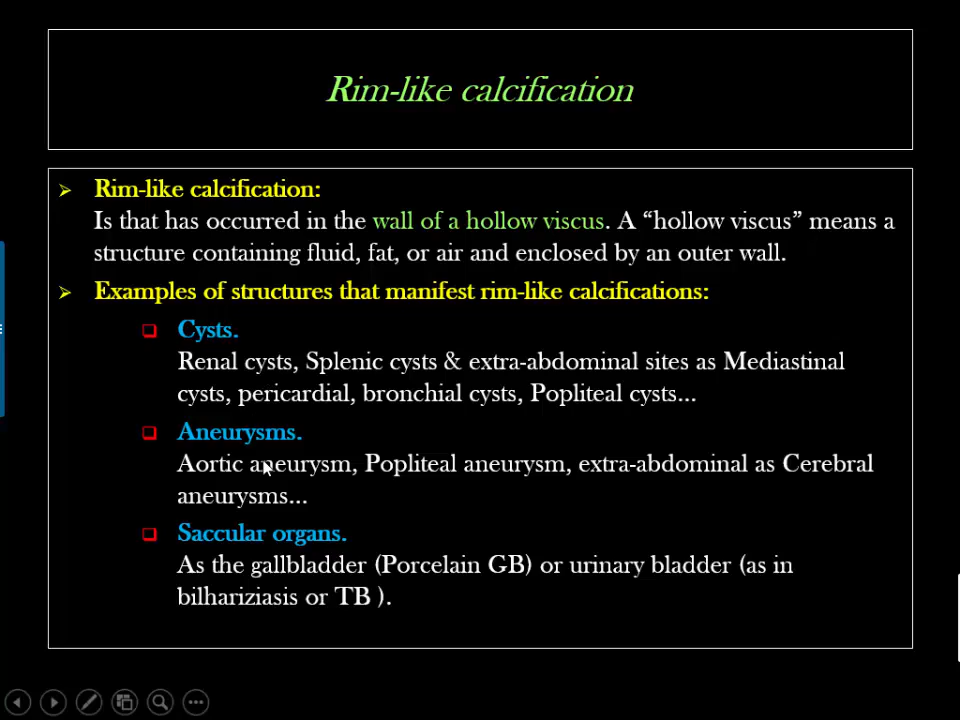 Rim-like calcification
Rim-like calcification:
Is that has occurred in the wall of a hollow viscus. A “hollow viscus” means a
structure containing fluid, fat, or air and enclosed by an outer wall.
Examples of structures that manifest rim-like calcifications:
Cysts.
Renal cysts, Splenic cysts & extra-abdominal sites as Mediastinal
cysts, pericardial, bronchial cysts, Popliteal cysts...
Aneurysms.
Aortic aneurysm, Popliteal aneurysm, extra-abdominal as Cerebral
aneurysms...
Saccular organs.
As the gallbladder (Porcelain GB) or urinary bladder (as in
bilhariziasis or TB ).